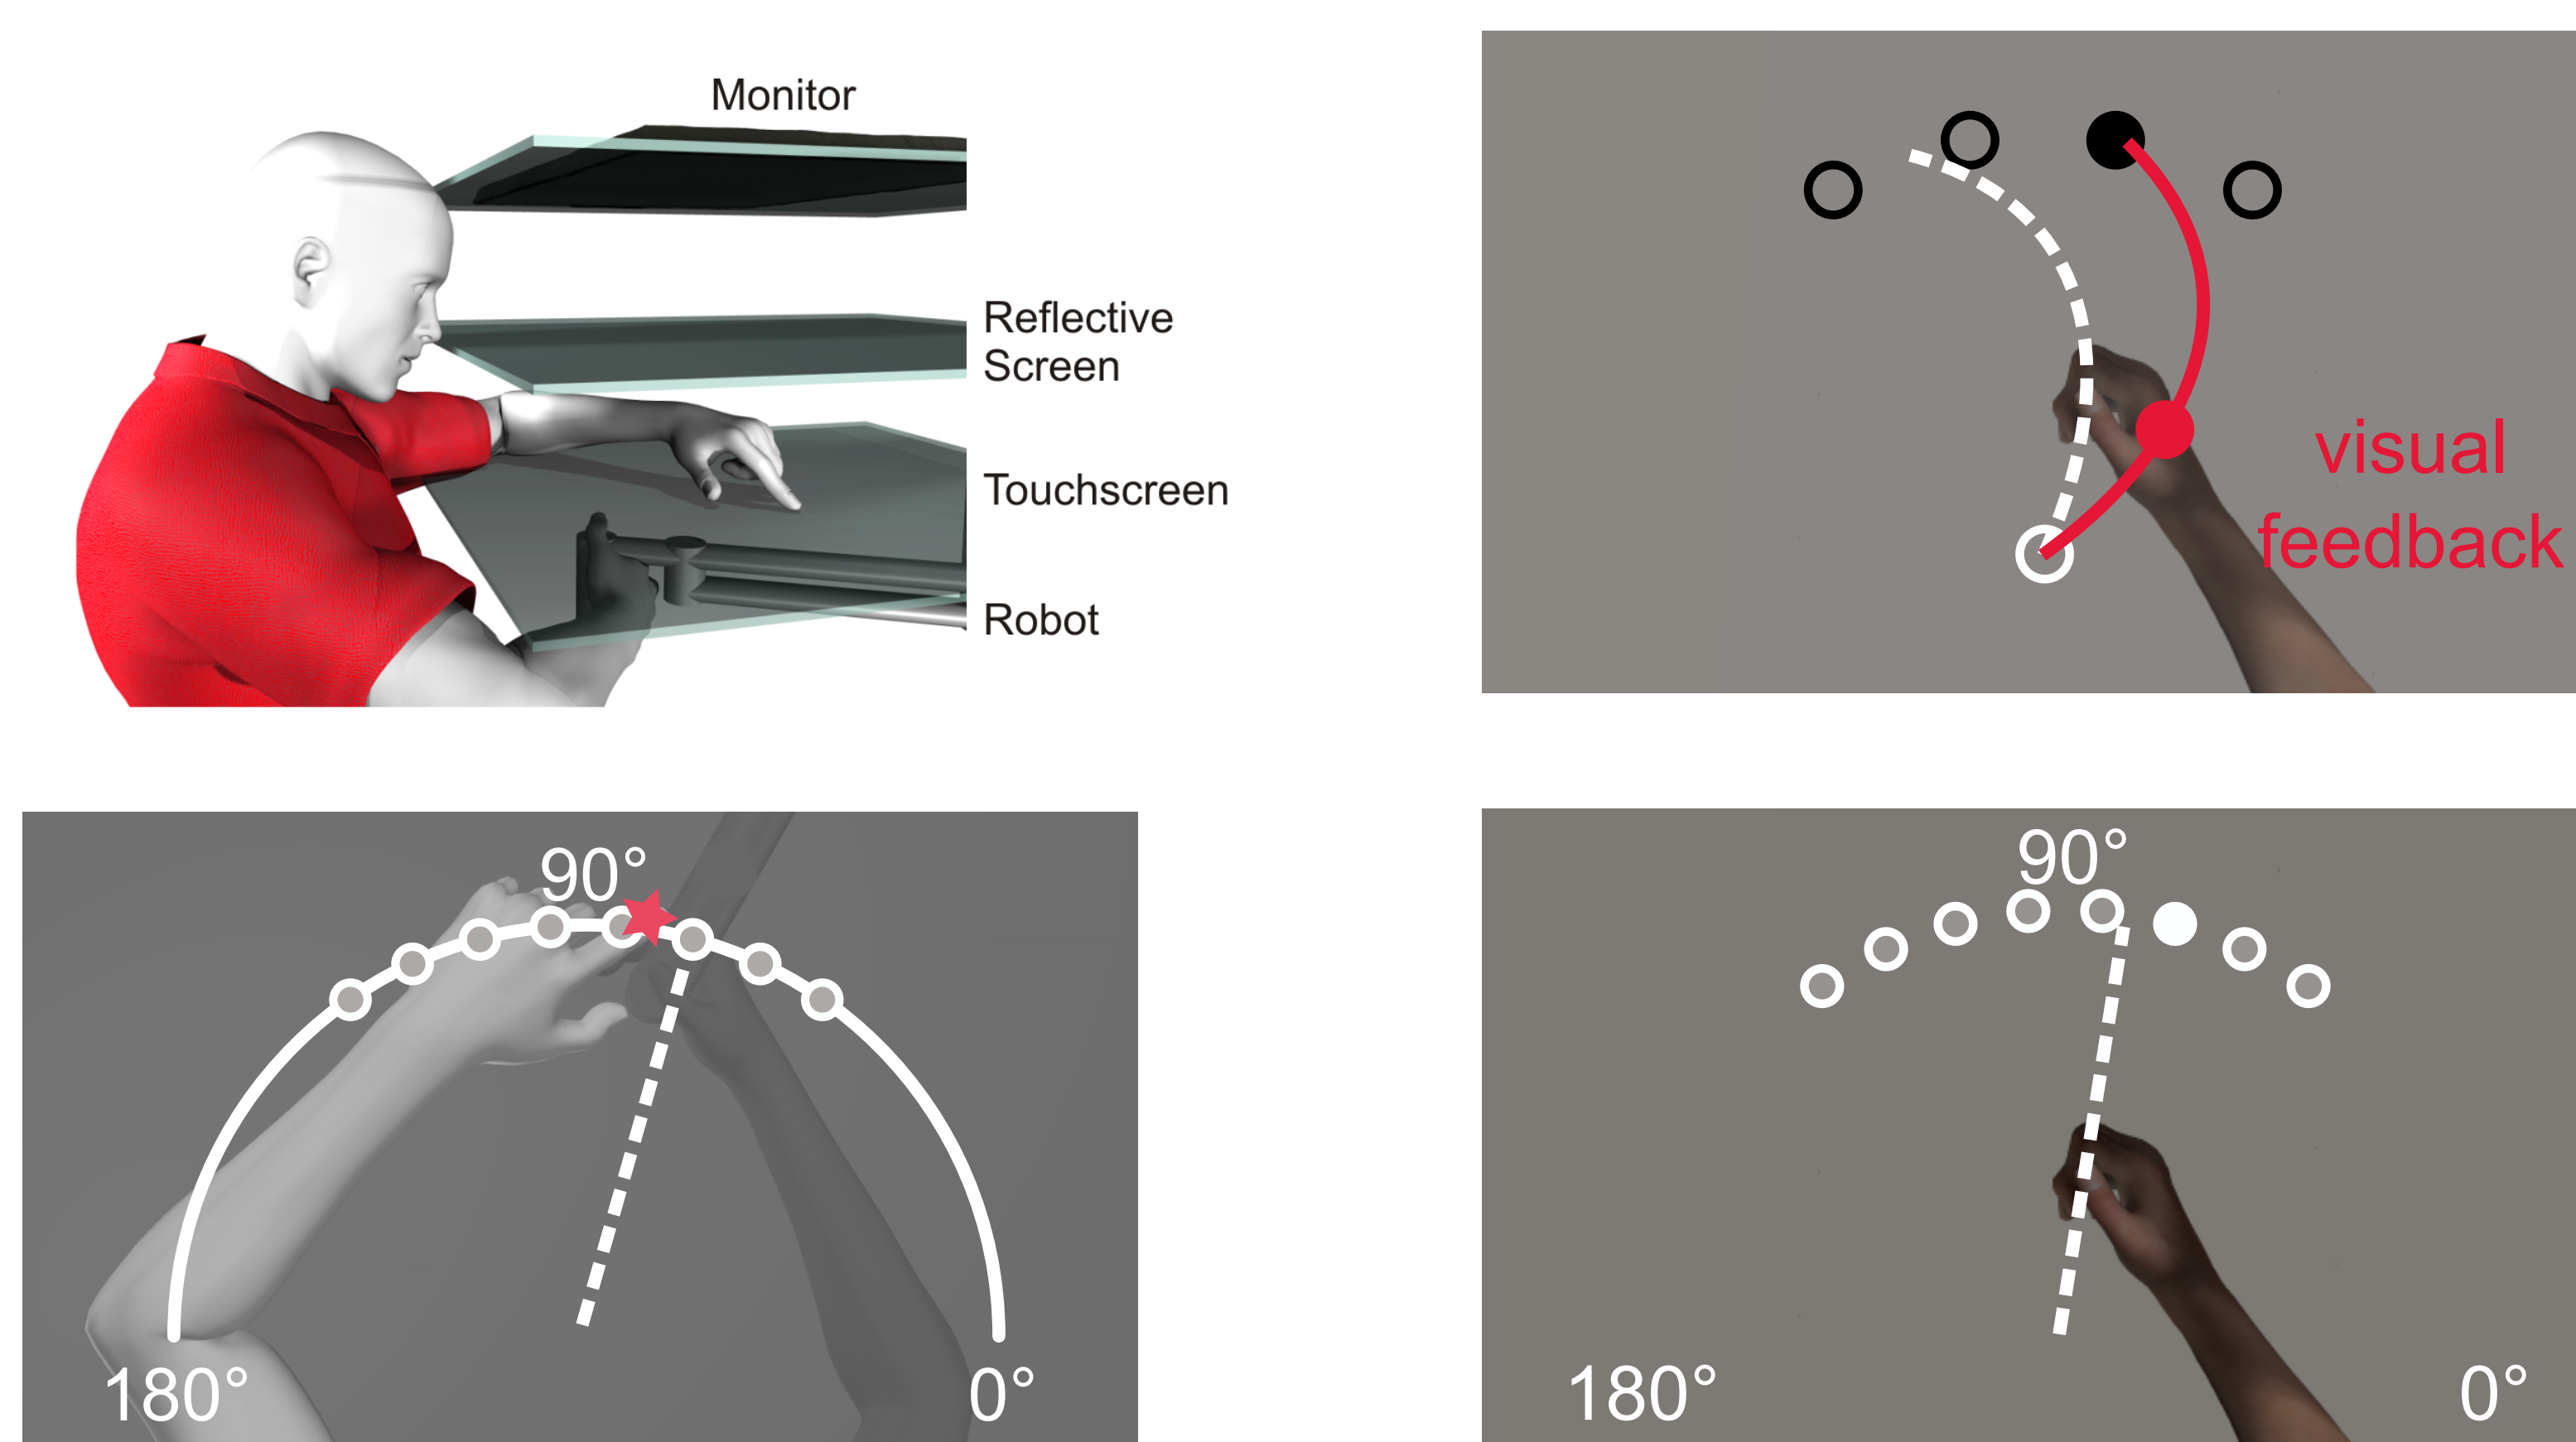 Monitor
Reflective
Screen
Touchscreen
Robot
visual
feedback
90°
180°
0°
90°
180°
0°